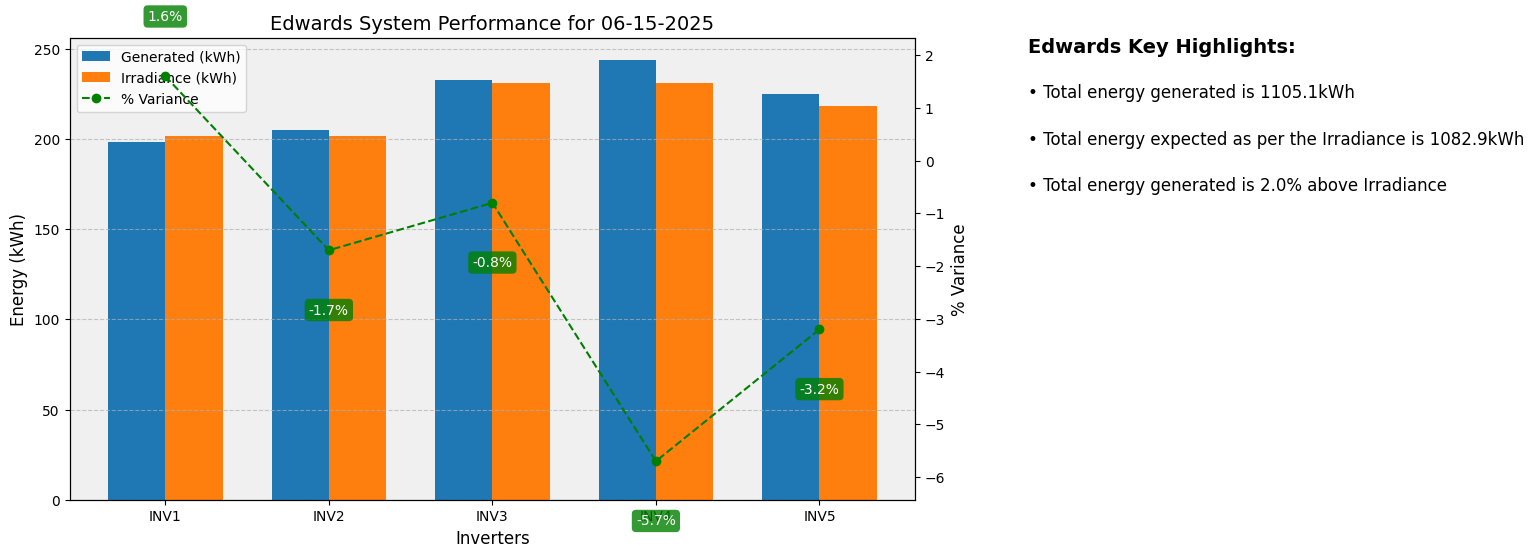 1.6%
Edwards System Performance for 06-15-2025
Generated (kWh)
Irradiance (kWh)
% Variance
Energy (kWh)
250
200
150
100
50
0
2
1
0
−1
−2
−3
−4
−5
−6
% Variance
-1.7%
-0.8%
-5.7%
-3.2%
INV1
INV2
INV3
INV5
Inverters
Edwards Key Highlights:
• Total energy generated is 1105.1kWh
• Total energy expected as per the Irradiance is 1082.9kWh
• Total energy generated is 2.0% above Irradiance